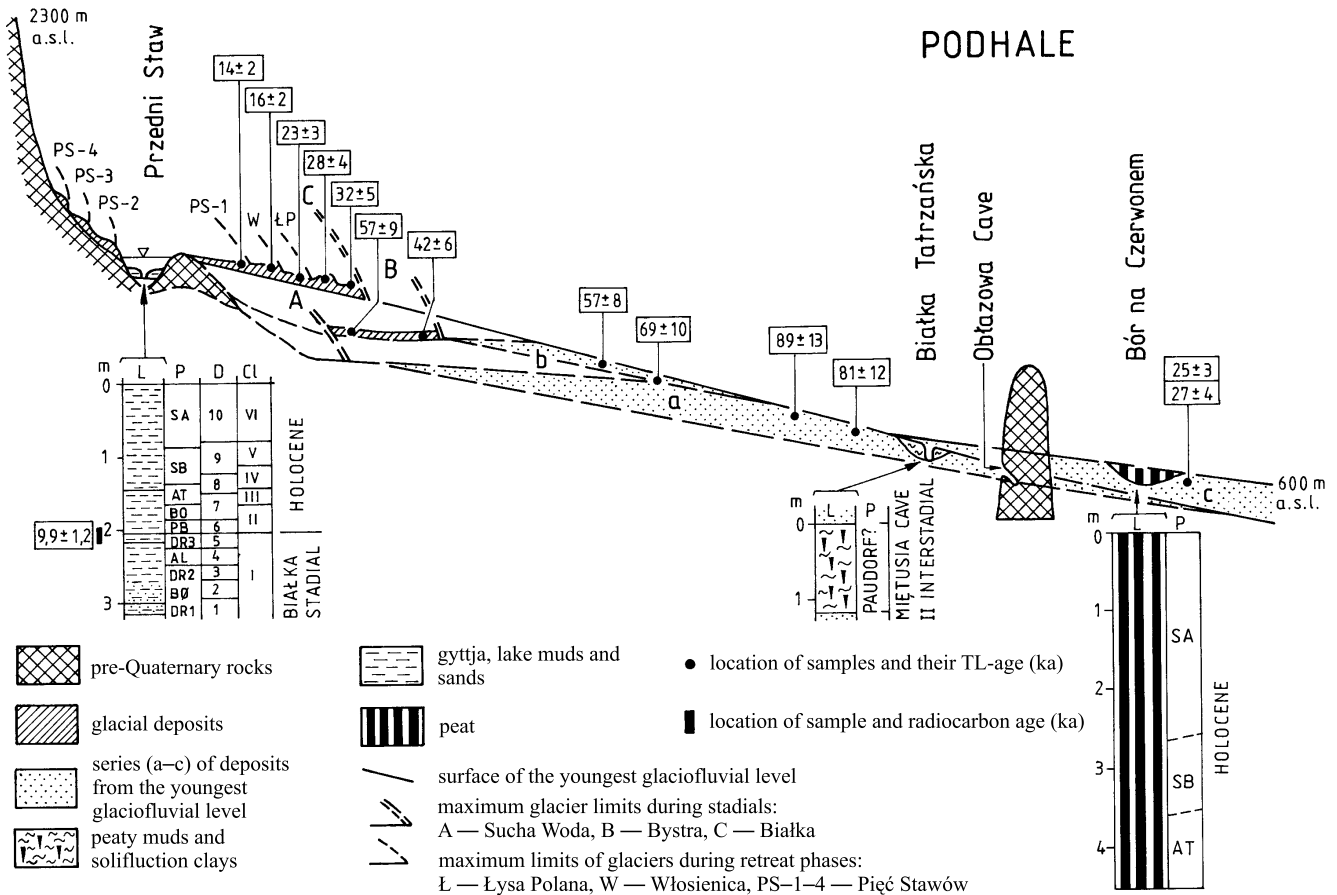 2300 m
a.s.l.
PODHALE
Przedni Staw
14±2
16±2
23±3
28±4
32±5
57±9
42±6
PS-4
PS-3
PS-2
PS-1
W
ŁP
C
B
A
57±8
69±10
89±13
81±12
Białka Tatrzańska
Obłazowa Cave
Bór na Czerwonem
25±3
27±4
b
a
c
600 m
a.s.l.
m
L P D Cl
0
1
2
3
SA 10 VI
SB 9 V
8 IV
AT III
BO 7
PB 6 II
DR3 5
AL 4
DR2 3 I
BØ 2
DR1 1
HOLOCENE
BIAŁKA
STADIAL
9,9±1,2
m
L P
0
1
PAUDORF?
MIĘTUSIA CAVE
II INTERSTADIAL
m
L P
0
1
2
3
4
SA
SB
AT
HOLOCENE
pre-Quaternary rocks
glacial deposits
series (a–c) of deposits
from the youngest
glaciofluvial level
peaty muds and
solifluction clays
gyttja, lake muds and
sands
peat
surface of the youngest glaciofluvial level
maximum glacier limits during stadials:
A — Sucha Woda, B — Bystra, C — Białka
maximum limits of glaciers during retreat phases:
Ł — Łysa Polana, W — Włosienica, PS–1–4 — Pięć Stawów
location of samples and their TL-age (ka)
location of sample and radiocarbon age (ka)